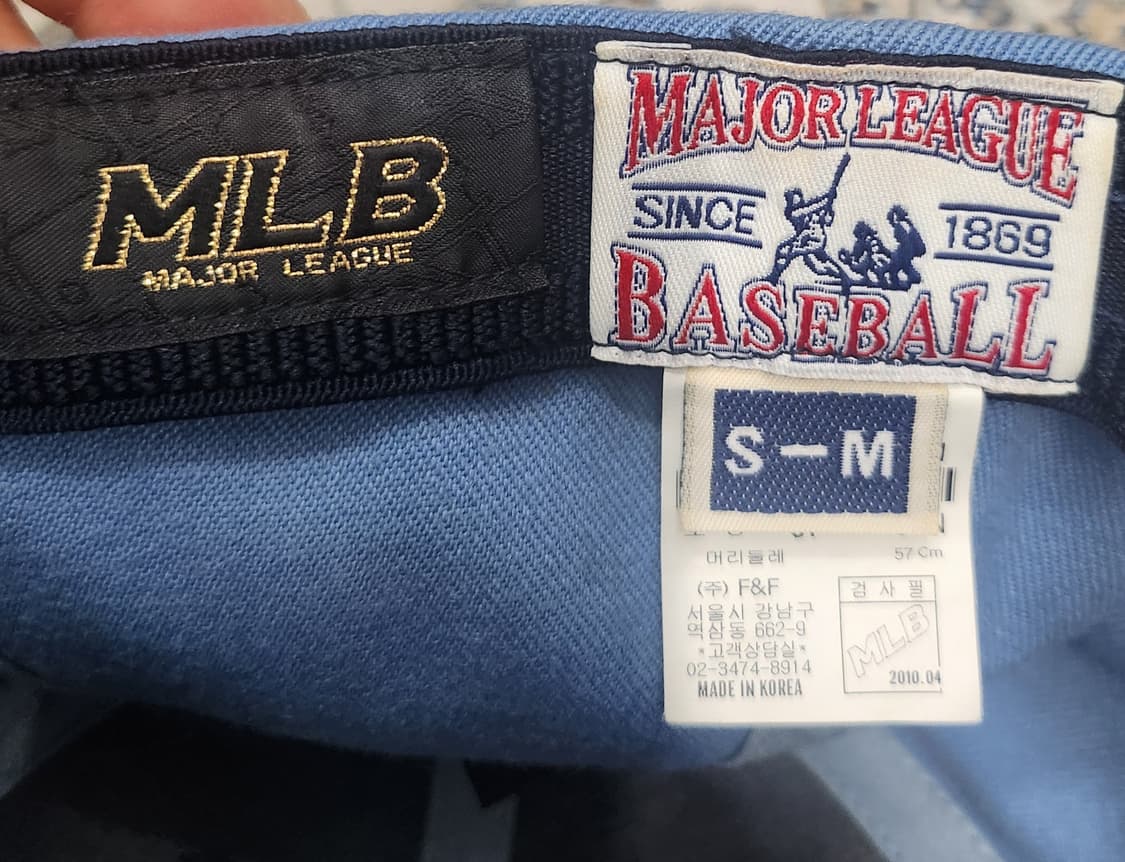 MLB
MAJOR LEAGUE
MAJOR LEAGUE
SINCE 1869
BASEBALL
S-M
머리둘레 57 Cm
(주) F&F
서울시 강남구
역삼동 662-9
*고객상담실*
02-3474-8914
MADE IN KOREA
검 사 필
MLB
2010.04